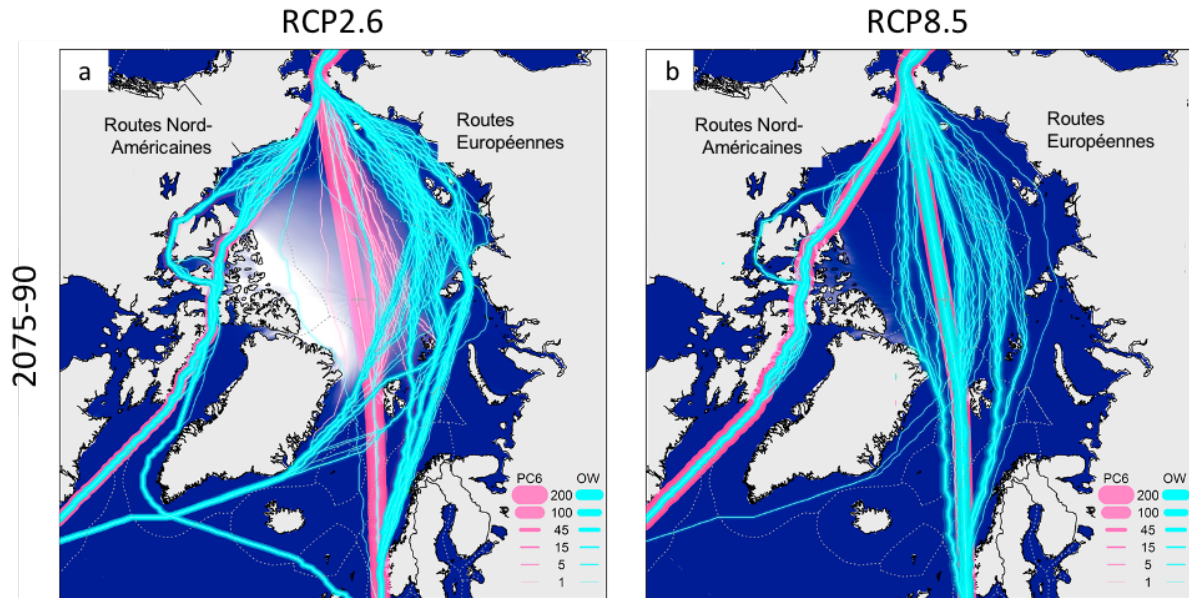 RCP2.6
RCP8.5
2075-90
a
Routes Nord-
Américaines
Routes
Européennes
PC6 OW
200
100
45
15
5
1
b
Routes Nord-
Américaines
Routes
Européennes
PC6 OW
200
100
45
15
5
1